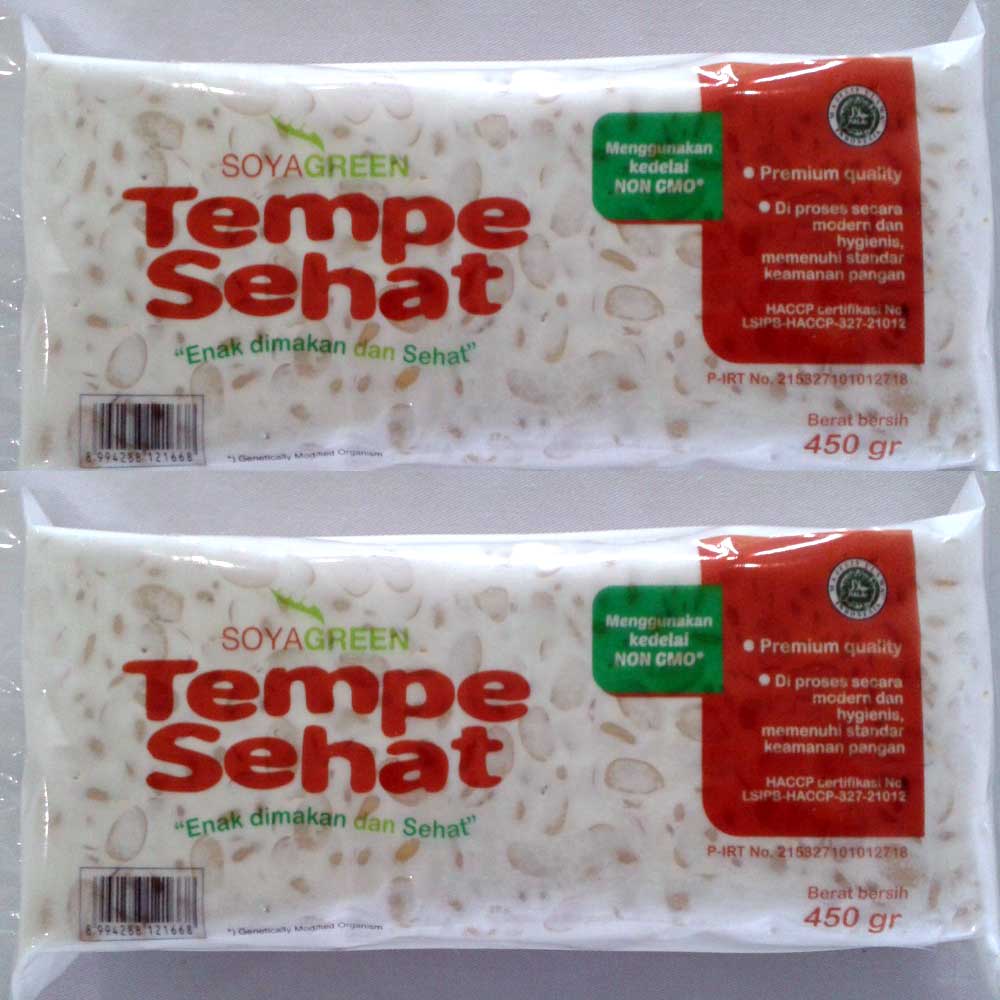 SOYAGREEN
Tempe
Sehat
"Enak dimakan dan Sehat"
8 994288 121668
*) Genetically Modified Organism
Menggunakan
kedelai
NON GMO*
• Premium quality
• Di proses secara
modern dan
hygienis,
memenuhi standar
keamanan pangan
HACCP certifikasi No
LSIPB-HACCP-327-21012
P-IRT No. 215327101012718
Berat bersih
450 gr
SOYAGREEN
Tempe
Sehat
"Enak dimakan dan Sehat"
8 994288 121668
*) Genetically Modified Organism
Menggunakan
kedelai
NON GMO*
• Premium quality
• Di proses secara
modern dan
hygienis,
memenuhi standar
keamanan pangan
HACCP certifikasi No
LSIPB-HACCP-327-21012
P-IRT No. 215327101012718
Berat bersih
450 gr